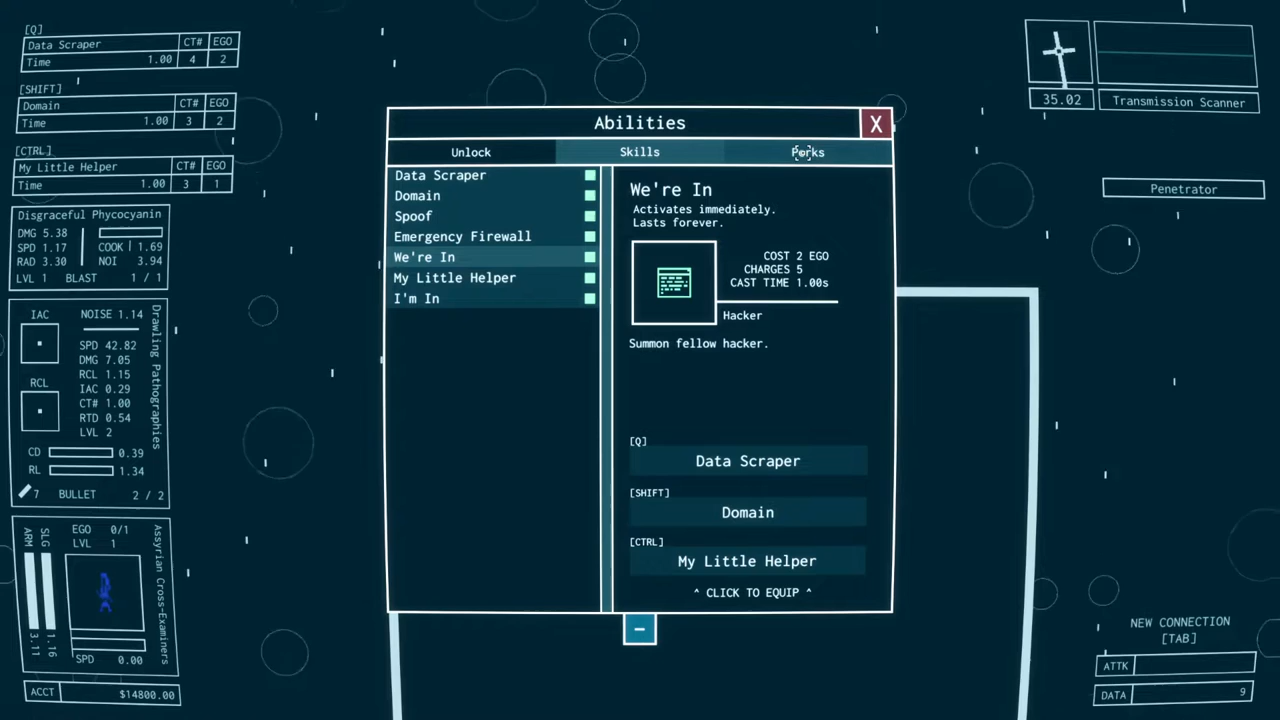 [Q]
Data Scraper CT# EGO
Time 1.00 4 2
[SHIFT]
Domain CT# EGO
Time 1.00 3 2
[CTRL]
My Little Helper CT# EGO
Time 1.00 3 1
Disgraceful Phycocyanin
DMG 5.38
SPD 1.17 COOK 1.69
RAD 3.30 NOI 3.94
LVL 1 BLAST 1 / 1
IAC NOISE 1.14
SPD 42.82
DMG 7.05
RCL RCL 1.15
IAC 0.29
CT# 1.00
RTD 0.54
LVL 2
Drawling Pathographies
CD 0.39
RL 1.34
7 BULLET 2 / 2
ARM SLG
EGO 0/1
LVL 1
Assyrian Cross-Examiners
3.11 1.16
SPD 0.00
ACCT $14800.00
Abilities X
Unlock Skills Perks
Data Scraper
Domain
Spoof
Emergency Firewall
We're In
My Little Helper
I'm In
We're In
Activates immediately.
Lasts forever.
COST 2 EGO
CHARGES 5
CAST TIME 1.00s
Hacker
Summon fellow hacker.
[Q]
Data Scraper
[SHIFT]
Domain
[CTRL]
My Little Helper
^ CLICK TO EQUIP ^
–
35.02 Transmission Scanner
Penetrator
NEW CONNECTION
[TAB]
ATTK
DATA 9